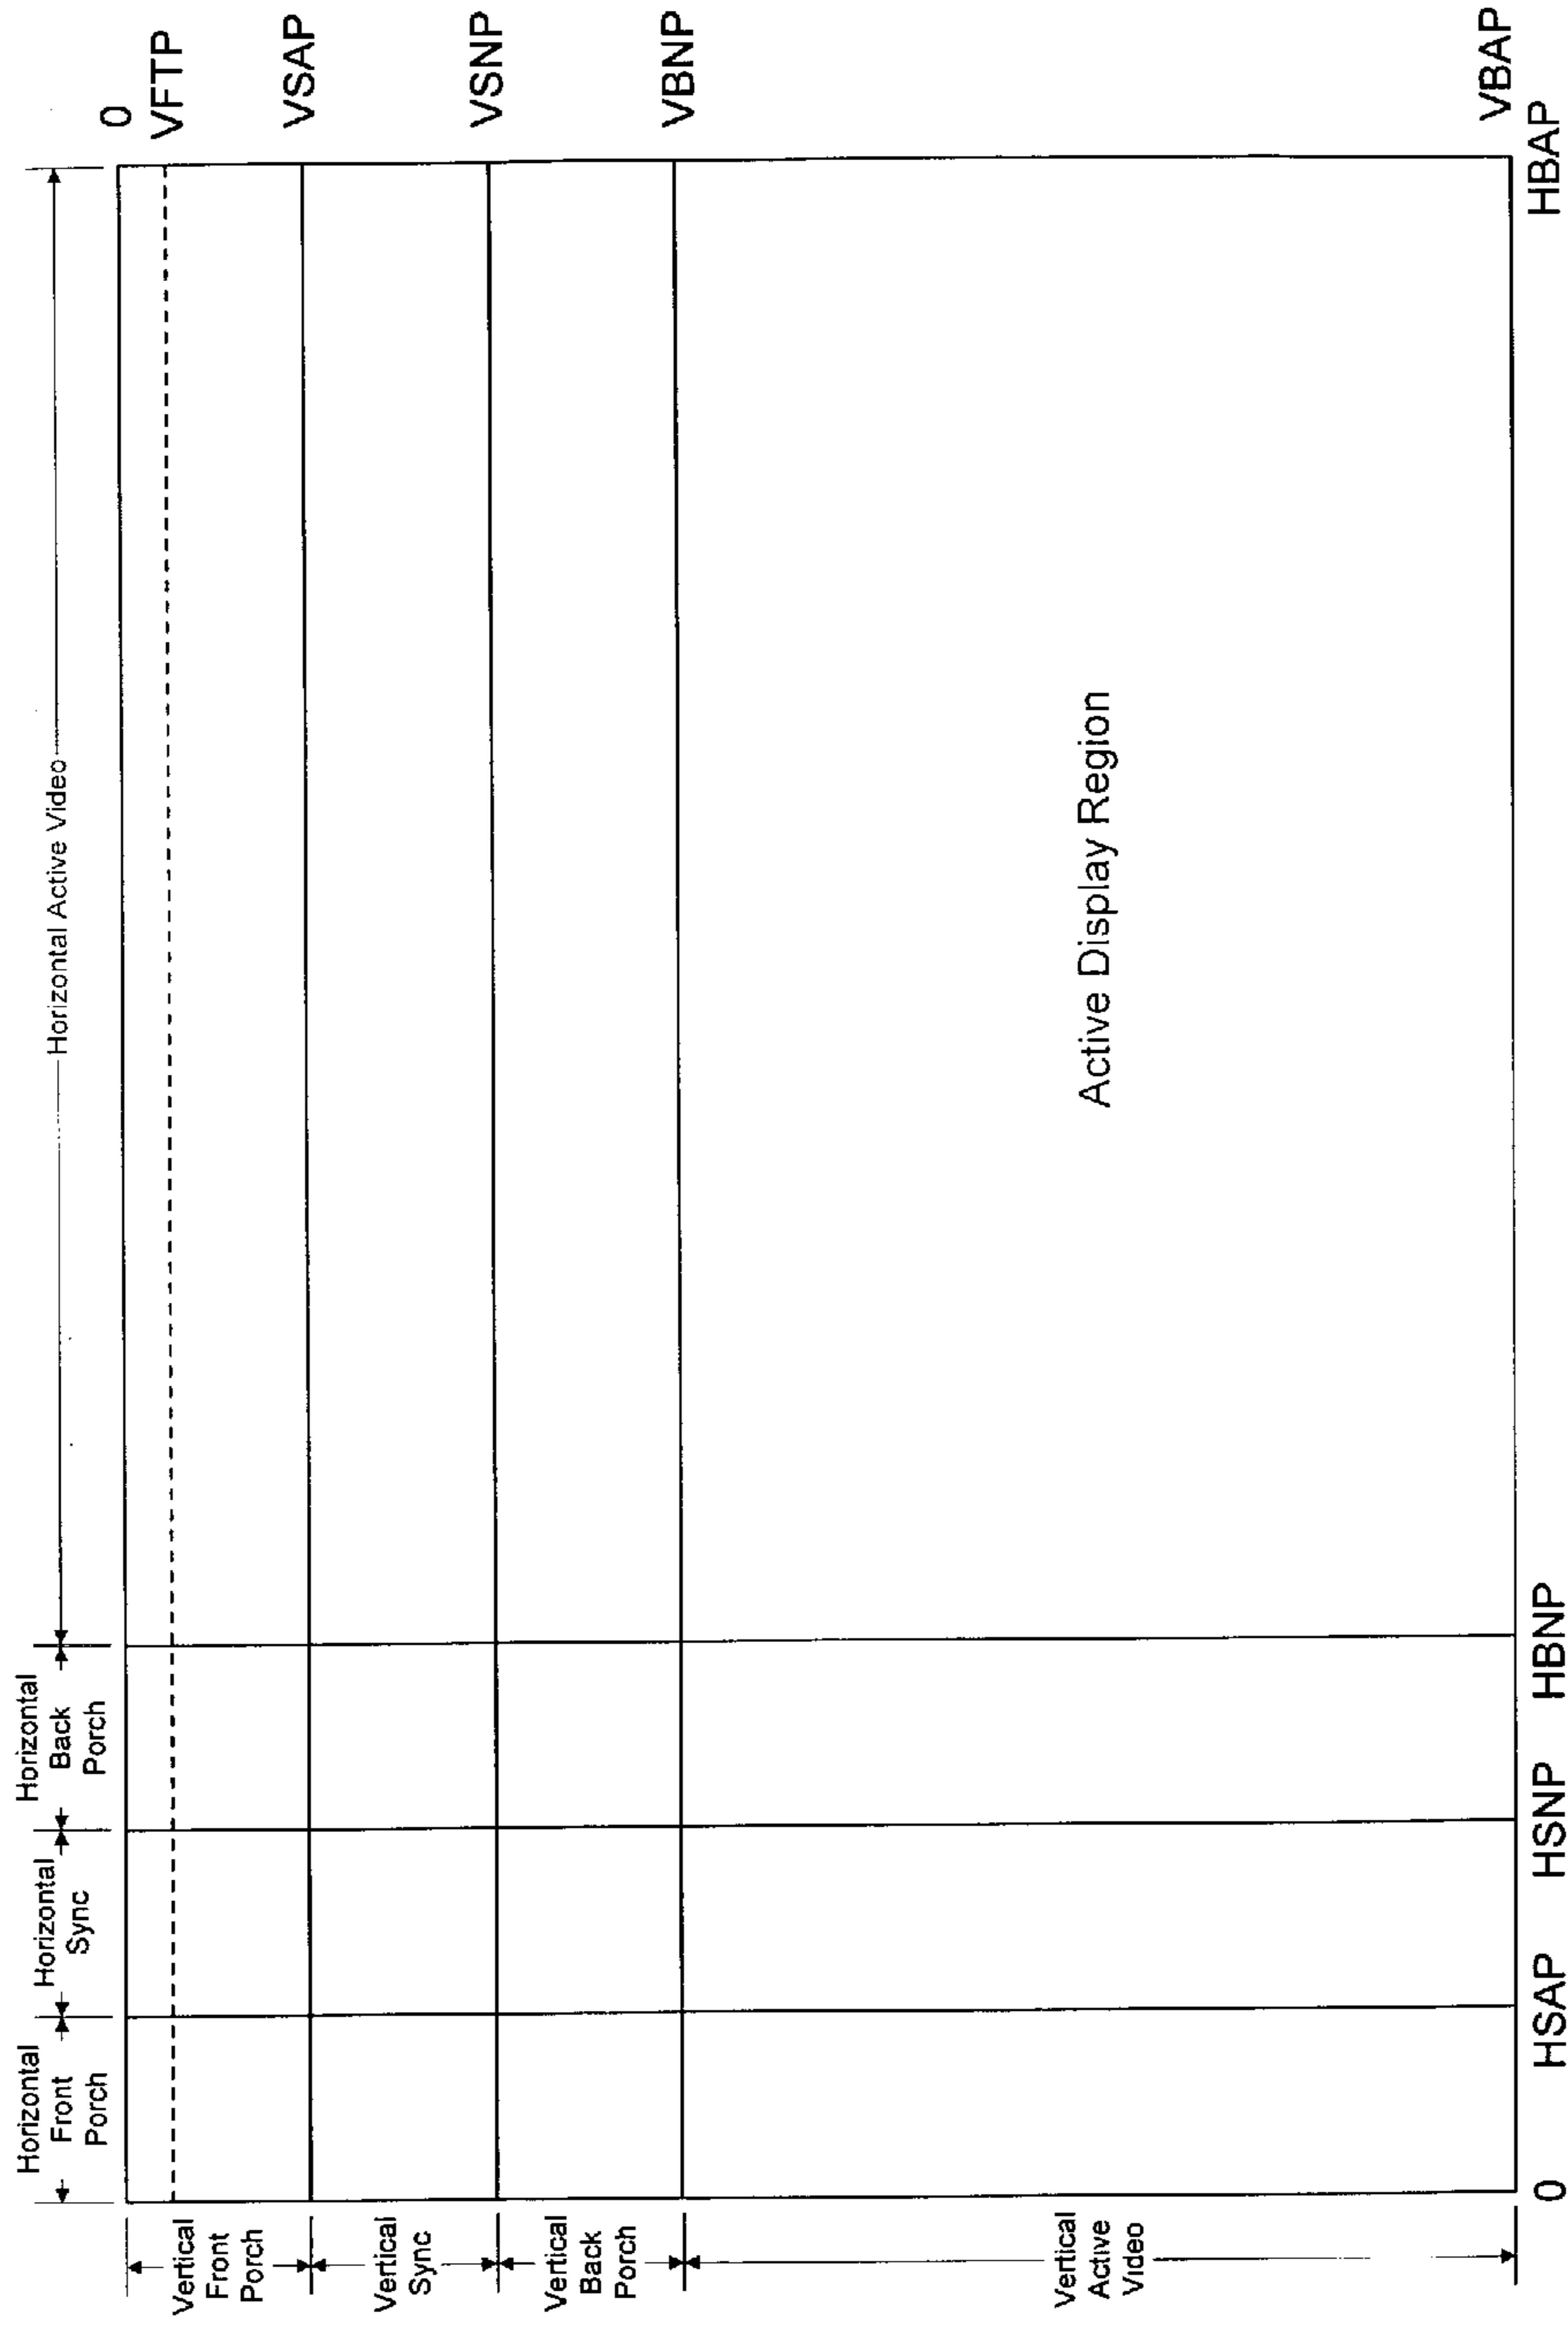 Horizontal
Front
Porch
Horizontal
Sync
Horizontal
Back
Porch
Horizontal Active Video
Vertical
Front
Porch
Vertical
Sync
Vertical
Back
Porch
Vertical
Active
Video
0
VFTP
VSAP
VSNP
VBNP
VBAP
Active Display Region
0
HSAP
HSNP
HBNP
HBAP